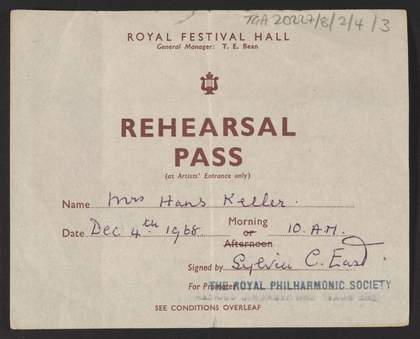 TGA 20227/8/2/4/3
ROYAL FESTIVAL HALL
General Manager: T. E. Bean
REHEARSAL
PASS
(at Artists' Entrance only)
Name Mrs Hans Keller.
Date Dec 4th 1968. Morning or Afternoon 10. A.M.
Signed by Sylvia C. East
For Promoter THE ROYAL PHILHARMONIC SOCIETY
SEE CONDITIONS OVERLEAF